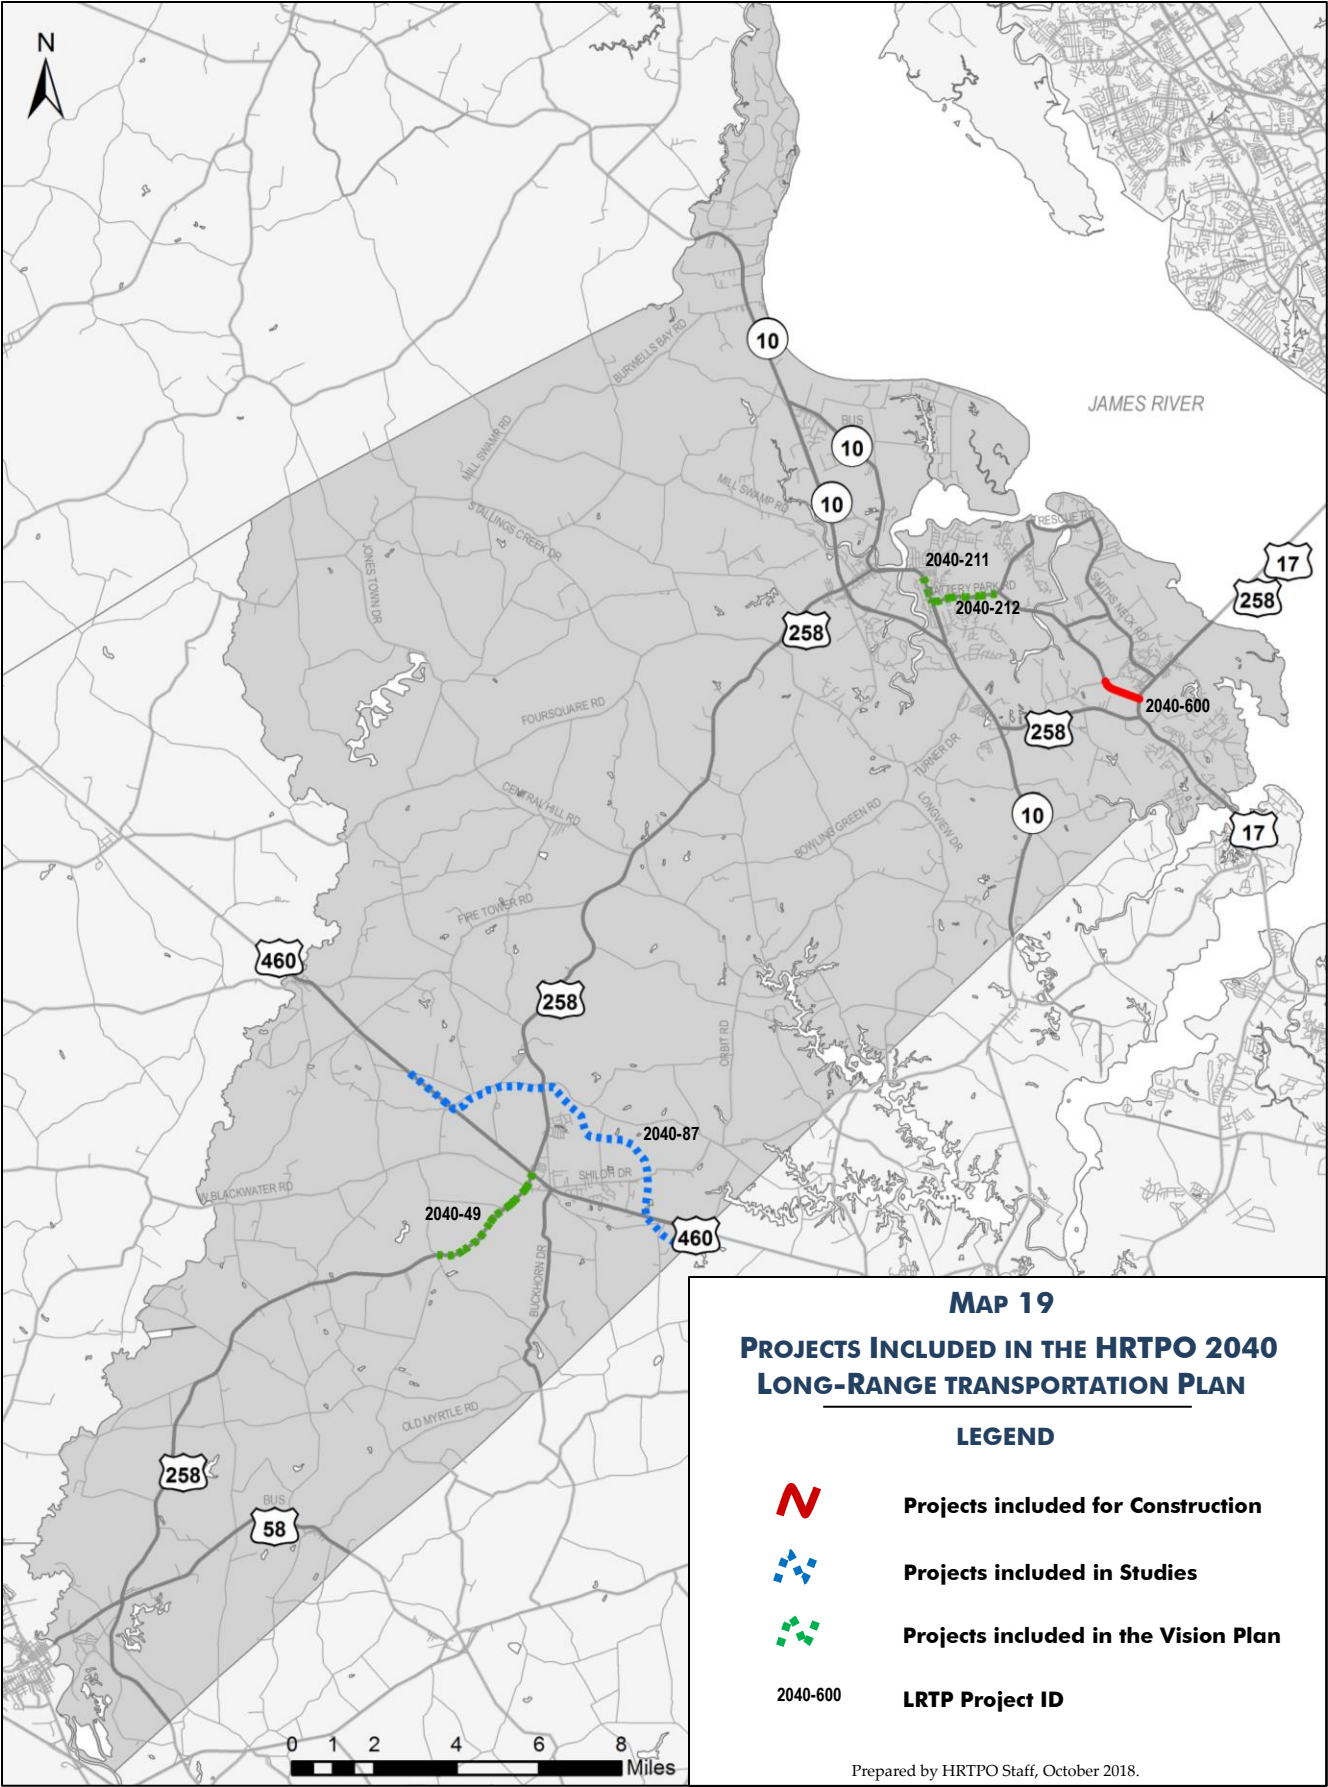 N
BURWELLS BAY RD
10
JAMES RIVER
MILL SWAMP RD
BUS
10
MILL SWAMP RD
10
STALLINGS CREEK DR
RESCUE RD
JONES TOWN DR
2040-211
17
258
BATTERY PARK RD
2040-212
SMITHS NECK RD
258
2040-600
FOURSQUARE RD
258
TURNER DR
CENTRAL HILL RD
10
LONGVIEW DR
BOWLING GREEN RD
17
FIRE TOWER RD
460
258
ORBIT RD
2040-87
SHILOH DR
W BLACKWATER RD
2040-49
460
BUCKHORN DR
OLD MYRTLE RD
258
BUS
58
0 1 2 4 6 8
Miles
MAP 19
PROJECTS INCLUDED IN THE HRTPO 2040
LONG-RANGE TRANSPORTATION PLAN
LEGEND
Projects included for Construction
Projects included in Studies
Projects included in the Vision Plan
2040-600 LRTP Project ID
Prepared by HRTPO Staff, October 2018.